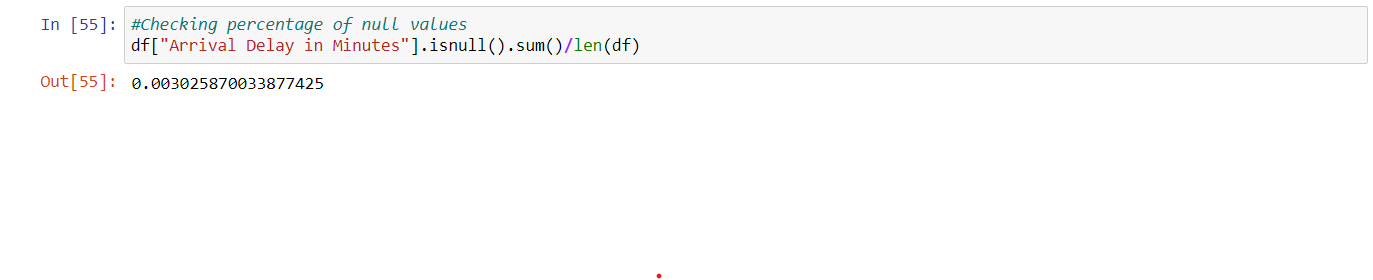 In [55]: #Checking percentage of null values
df["Arrival Delay in Minutes"].isnull().sum()/len(df)
Out[55]: 0.003025870033877425